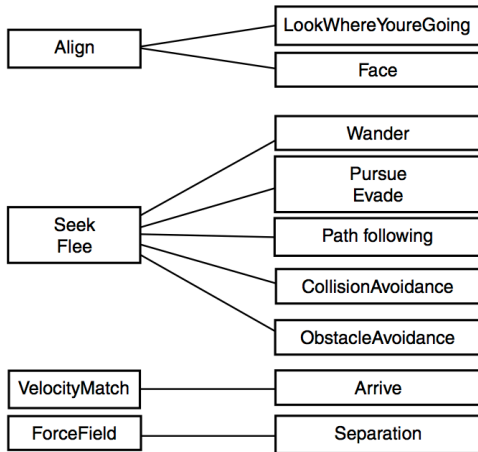 Align
LookWhereYoureGoing
Face
Seek
Flee
Wander
Pursue
Evade
Path following
CollisionAvoidance
ObstacleAvoidance
VelocityMatch
Arrive
ForceField
Separation